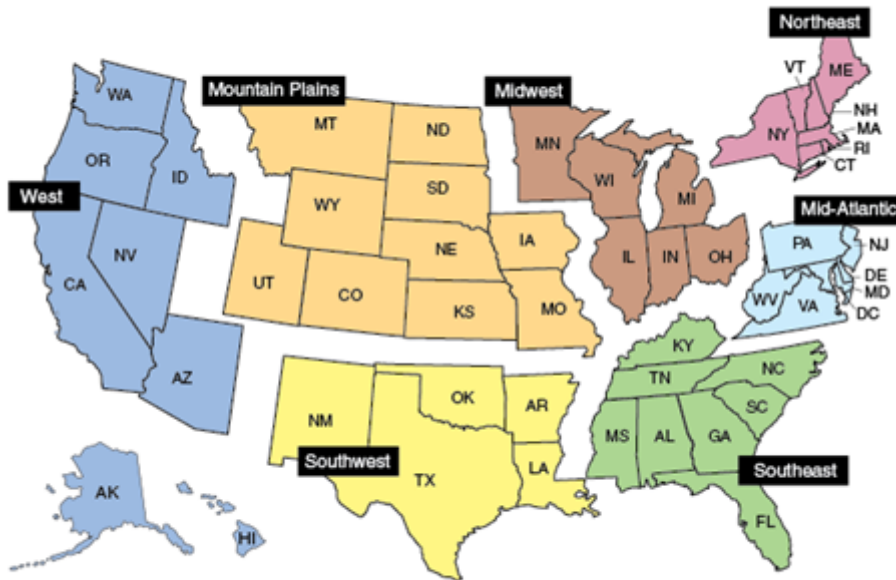 Northeast
VT
ME
WA
Mountain Plains
Midwest
NH
MT
ND
MN
NY
MA
RI
OR
CT
ID
WI
SD
West
WY
MI
Mid-Atlantic
IA
PA
NJ
NE
NV
IL
IN
OH
DE
CA
UT
CO
MD
WV
VA
KS
MO
DC
KY
NC
AZ
TN
OK
AR
SC
NM
MS
AL
GA
Southwest
LA
Southeast
TX
AK
FL
HI